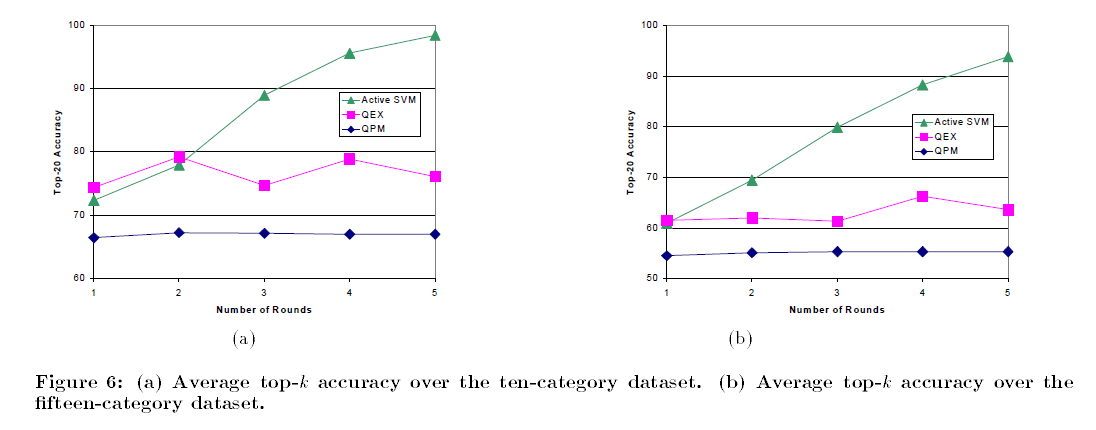 100
90
80
70
60
Top-20 Accuracy
1 2 3 4 5
Number of Rounds
Active SVM
QEX
QPM
(a)
100
90
80
70
60
50
Top-20 Accuracy
1 2 3 4 5
Number of Rounds
Active SVM
QEX
QPM
(b)
Figure 6: (a) Average top-k accuracy over the ten-category dataset. (b) Average top-k accuracy over the
fifteen-category dataset.